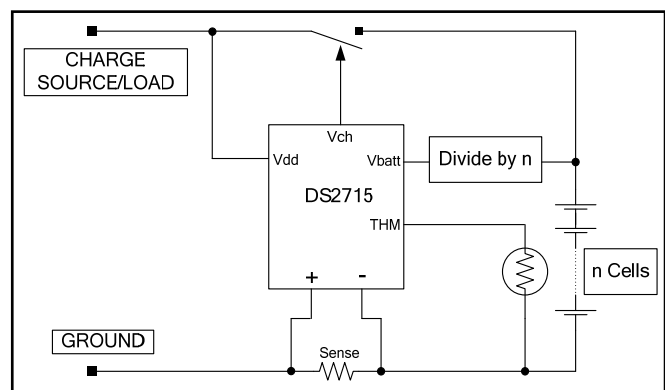 CHARGE
SOURCE/LOAD
Vch
Vdd
Vbatt
Divide by n
DS2715
THM
n Cells
+
-
GROUND
Sense